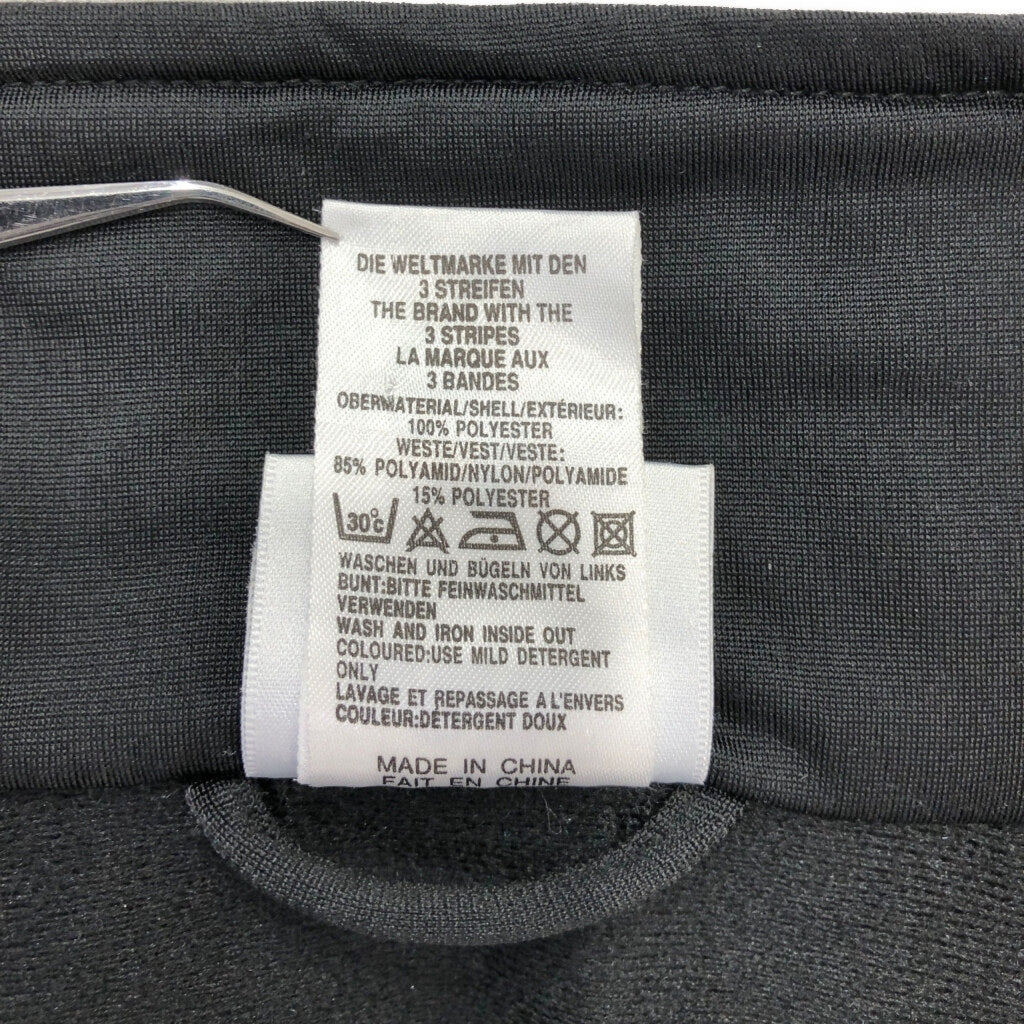 DIE WELTMARKE MIT DEN
3 STREIFEN
THE BRAND WITH THE
3 STRIPES
LA MARQUE AUX
3 BANDES
OBERMATERIAL/SHELL/EXTÉRIEUR:
100% POLYESTER
WESTE/VEST/VESTE:
85% POLYAMID/NYLON/POLYAMIDE
15% POLYESTER
30°C
WASCHEN UND BÜGELN VON LINKS
BUNT:BITTE FEINWASCHMITTEL
VERWENDEN
WASH AND IRON INSIDE OUT
COLOURED:USE MILD DETERGENT
ONLY
LAVAGE ET REPASSAGE A L'ENVERS
COULEUR:DÉTERGENT DOUX
MADE IN CHINA
FAIT EN CHINE